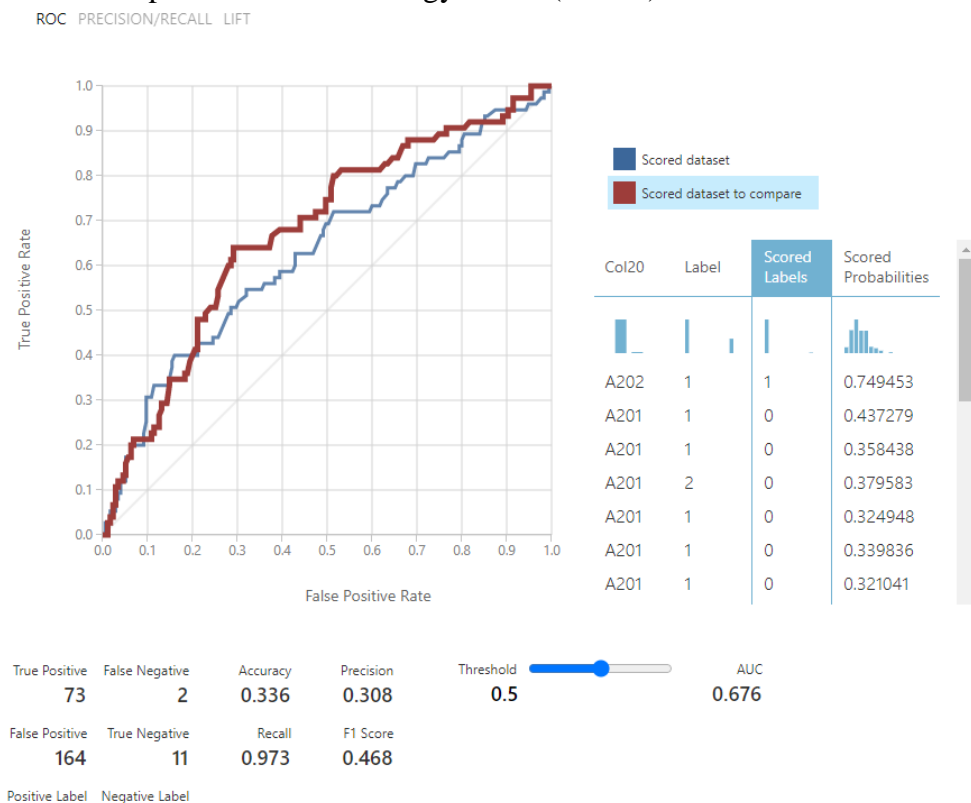 ROC PRECISION/RECALL LIFT
1.0
0.9
0.8
0.7
0.6
0.5
0.4
0.3
0.2
0.1
0.0
True Positive Rate
0.0 0.1 0.2 0.3 0.4 0.5 0.6 0.7 0.8 0.9 1.0
False Positive Rate
Scored dataset
Scored dataset to compare
Col20 Label Scored Labels Scored Probabilities
A202 1 1 0.749453
A201 1 0 0.437279
A201 1 0 0.358438
A201 2 0 0.379583
A201 1 0 0.324948
A201 1 0 0.339836
A201 1 0 0.321041
True Positive False Negative Accuracy Precision Threshold AUC
73 2 0.336 0.308 0.5 0.676
False Positive True Negative Recall F1 Score
164 11 0.973 0.468
Positive Label Negative Label